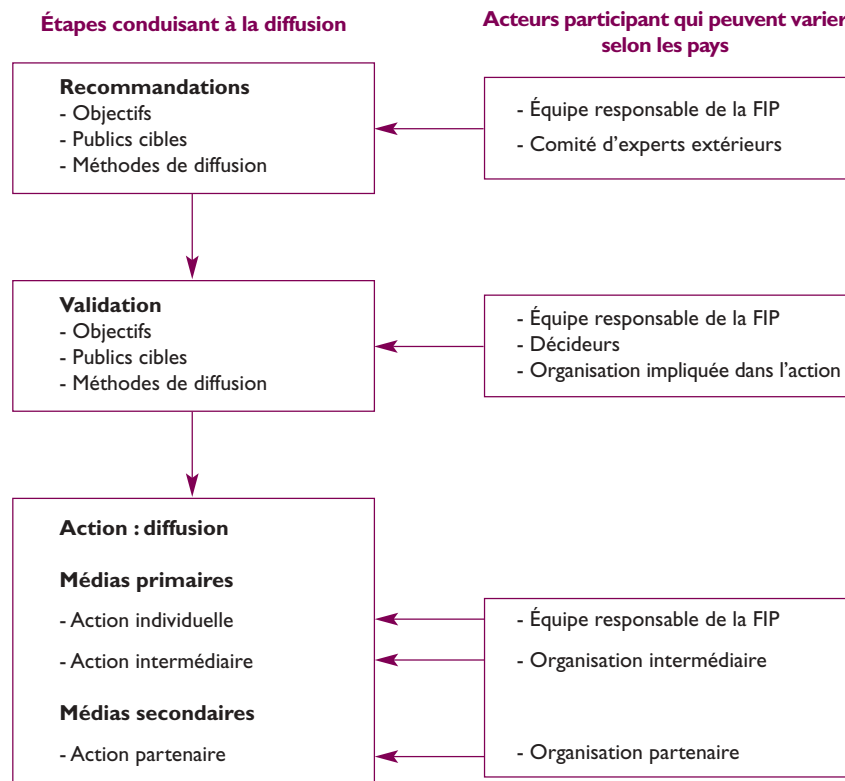 Étapes conduisant à la diffusion
Acteurs participant qui peuvent varier
selon les pays
Recommandations
- Objectifs
- Publics cibles
- Méthodes de diffusion
- Équipe responsable de la FIP
- Comité d’experts extérieurs
Validation
- Objectifs
- Publics cibles
- Méthodes de diffusion
- Équipe responsable de la FIP
- Décideurs
- Organisation impliquée dans l’action
Action : diffusion
Médias primaires
- Action individuelle
- Action intermédiaire
Médias secondaires
- Action partenaire
- Équipe responsable de la FIP
- Organisation intermédiaire
- Organisation partenaire